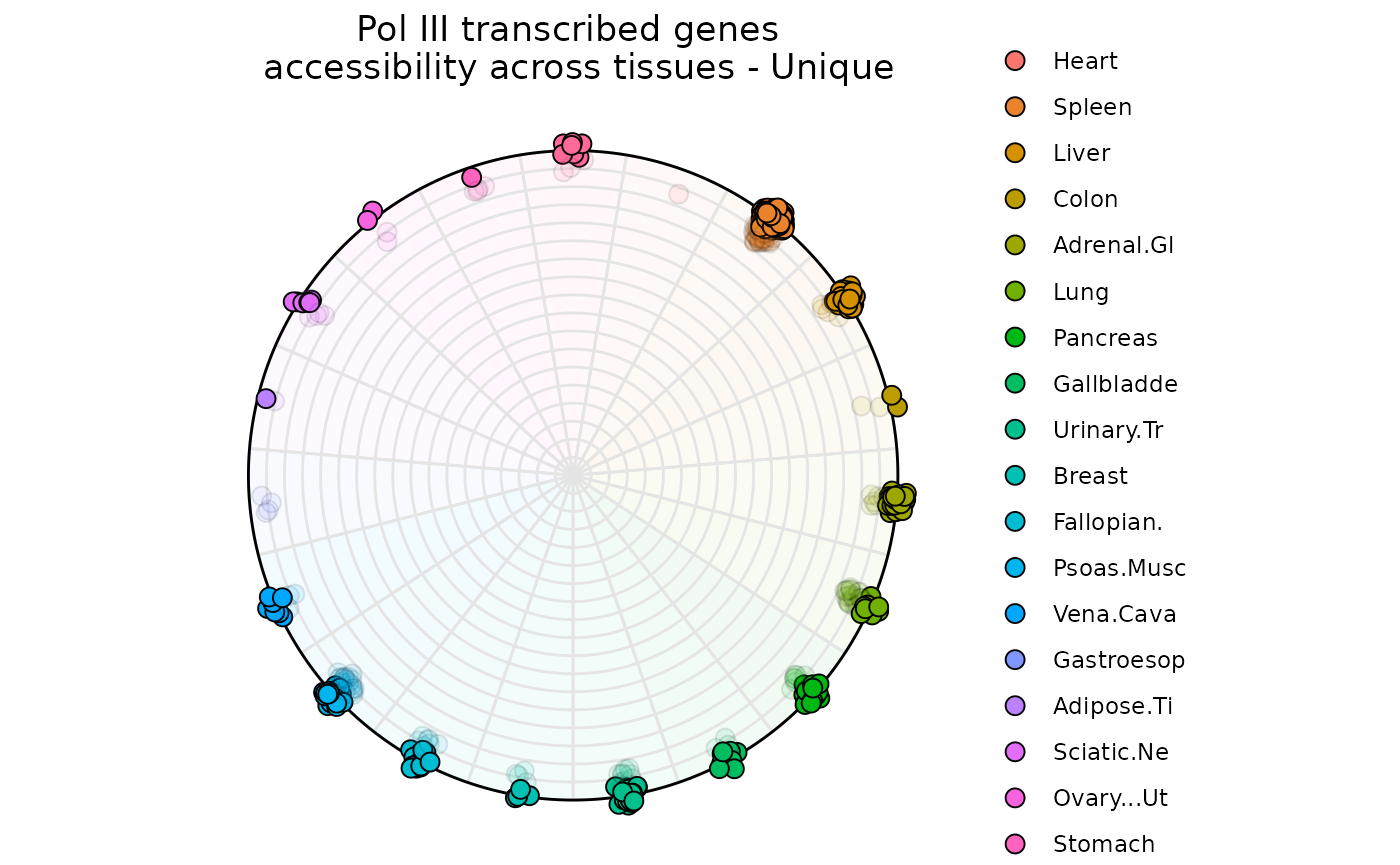 Pol III transcribed genes
accessibility across tissues - Unique
Heart
Spleen
Liver
Colon
Adrenal.Gl
Lung
Pancreas
Gallbladde
Urinary.Tr
Breast
Fallopian.
Psoas.Musc
Vena.Cava
Gastroesop
Adipose.Ti
Sciatic.Ne
Ovary...Ut
Stomach